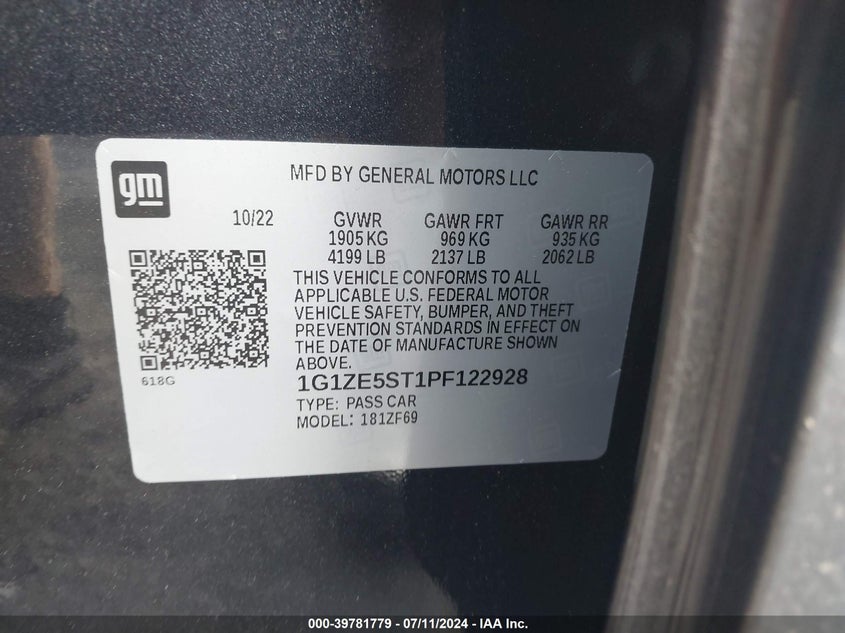 gm
MFD BY GENERAL MOTORS LLC
10/22 GVWR GAWR FRT GAWR RR
1905 KG 969 KG 935 KG
4199 LB 2137 LB 2062 LB
THIS VEHICLE CONFORMS TO ALL
APPLICABLE U.S. FEDERAL MOTOR
VEHICLE SAFETY, BUMPER, AND THEFT
PREVENTION STANDARDS IN EFFECT ON
THE DATE OF MANUFACTURE SHOWN
ABOVE.
618G
1G1ZE5ST1PF122928
TYPE: PASS CAR
MODEL: 181ZF69
000-39781779 - 07/11/2024 - IAA Inc.